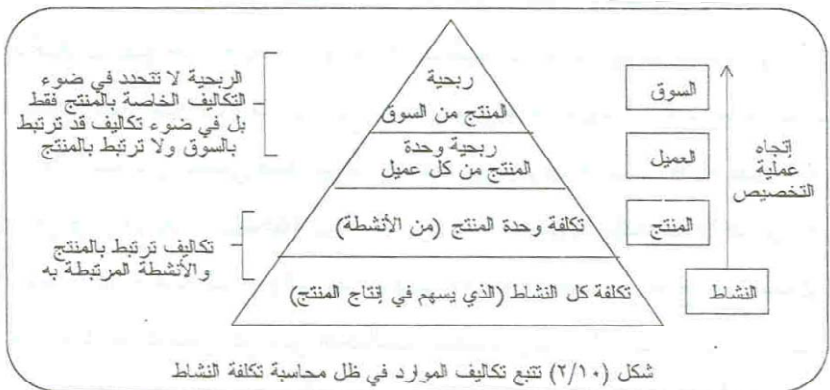 الربحية لا تتحدد في ضوء
التكاليف الخاصة بالمنتج فقط
بل في ضوء تكاليف قد ترتبط
بالسوق ولا ترتبط بالمنتج
تكاليف ترتبط بالمنتج
والأنشطة المرتبطة به
ربحية
المنتج من السوق
ربحية وحدة
المنتج من كل عميل
تكلفة وحدة المنتج (من الأنشطة)
تكلفة كل النشاط (الذي يسهم في إنتاج المنتج)
السوق
العميل
المنتج
النشاط
إتجاه
عملية
التخصيص
شكل (٢/١٠) تتبع تكاليف الموارد في ظل محاسبة تكلفة النشاط